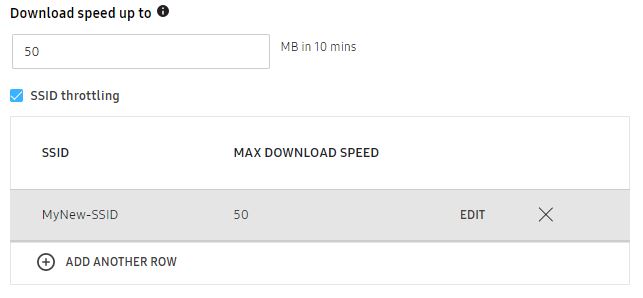 Download speed up to
50
MB in 10 mins
SSID throttling
SSID MAX DOWNLOAD SPEED
MyNew-SSID 50 EDIT
ADD ANOTHER ROW